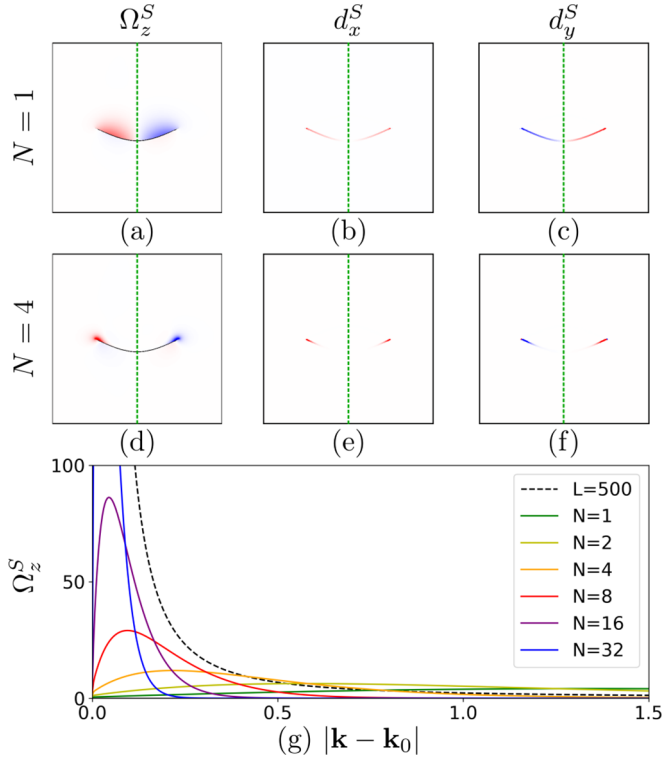 Ω_z^S d_x^S d_y^S
N = 1
(a) (b) (c)
N = 4
(d) (e) (f)
100
50
0
Ω_z^S
L=500
N=1
N=2
N=4
N=8
N=16
N=32
0.0 0.5 1.0 1.5
(g) |k − k₀|